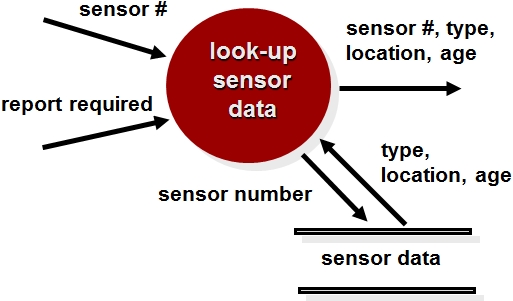 sensor #
sensor #, type,
location, age
look-up
sensor
data
report required
type,
location, age
sensor number
sensor data